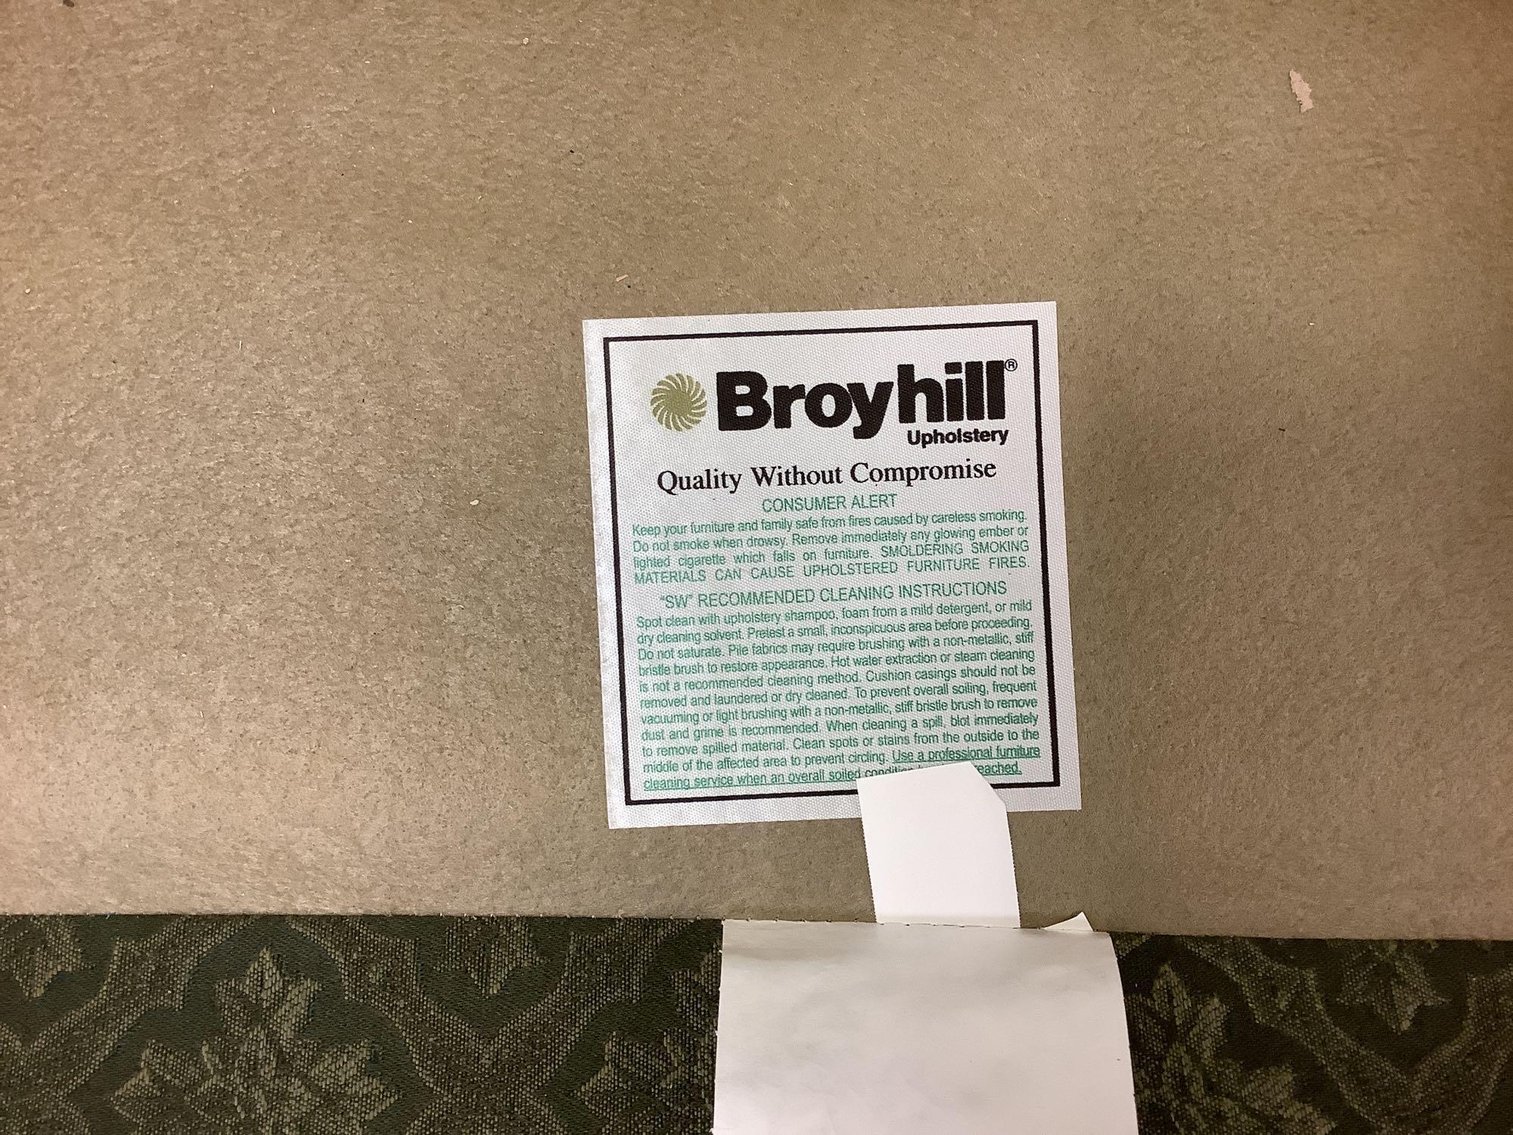 Broyhill®
Upholstery
Quality Without Compromise
CONSUMER ALERT
Keep your furniture and family safe from fires caused by careless smoking.
Do not smoke when drowsy. Remove immediately any glowing ember or
lighted cigarette which falls on furniture. SMOLDERING SMOKING
MATERIALS CAN CAUSE UPHOLSTERED FURNITURE FIRES.
"SW" RECOMMENDED CLEANING INSTRUCTIONS
Spot clean with upholstery shampoo, foam from a mild detergent, or mild
dry cleaning solvent. Pretest a small, inconspicuous area before proceeding.
Do not saturate. Pile fabrics may require brushing with a non-metallic, stiff
bristle brush to restore appearance. Hot water extraction or steam cleaning
is not a recommended cleaning method. Cushion casings should not be
removed and laundered or dry cleaned. To prevent overall soiling, frequent
vacuuming or light brushing with a non-metallic, stiff bristle brush to remove
dust and grime is recommended. When cleaning a spill, blot immediately
to remove spilled material. Clean spots or stains from the outside to the
middle of the affected area to prevent circling. Use a professional furniture
cleaning service when an overall soiled condition eached.